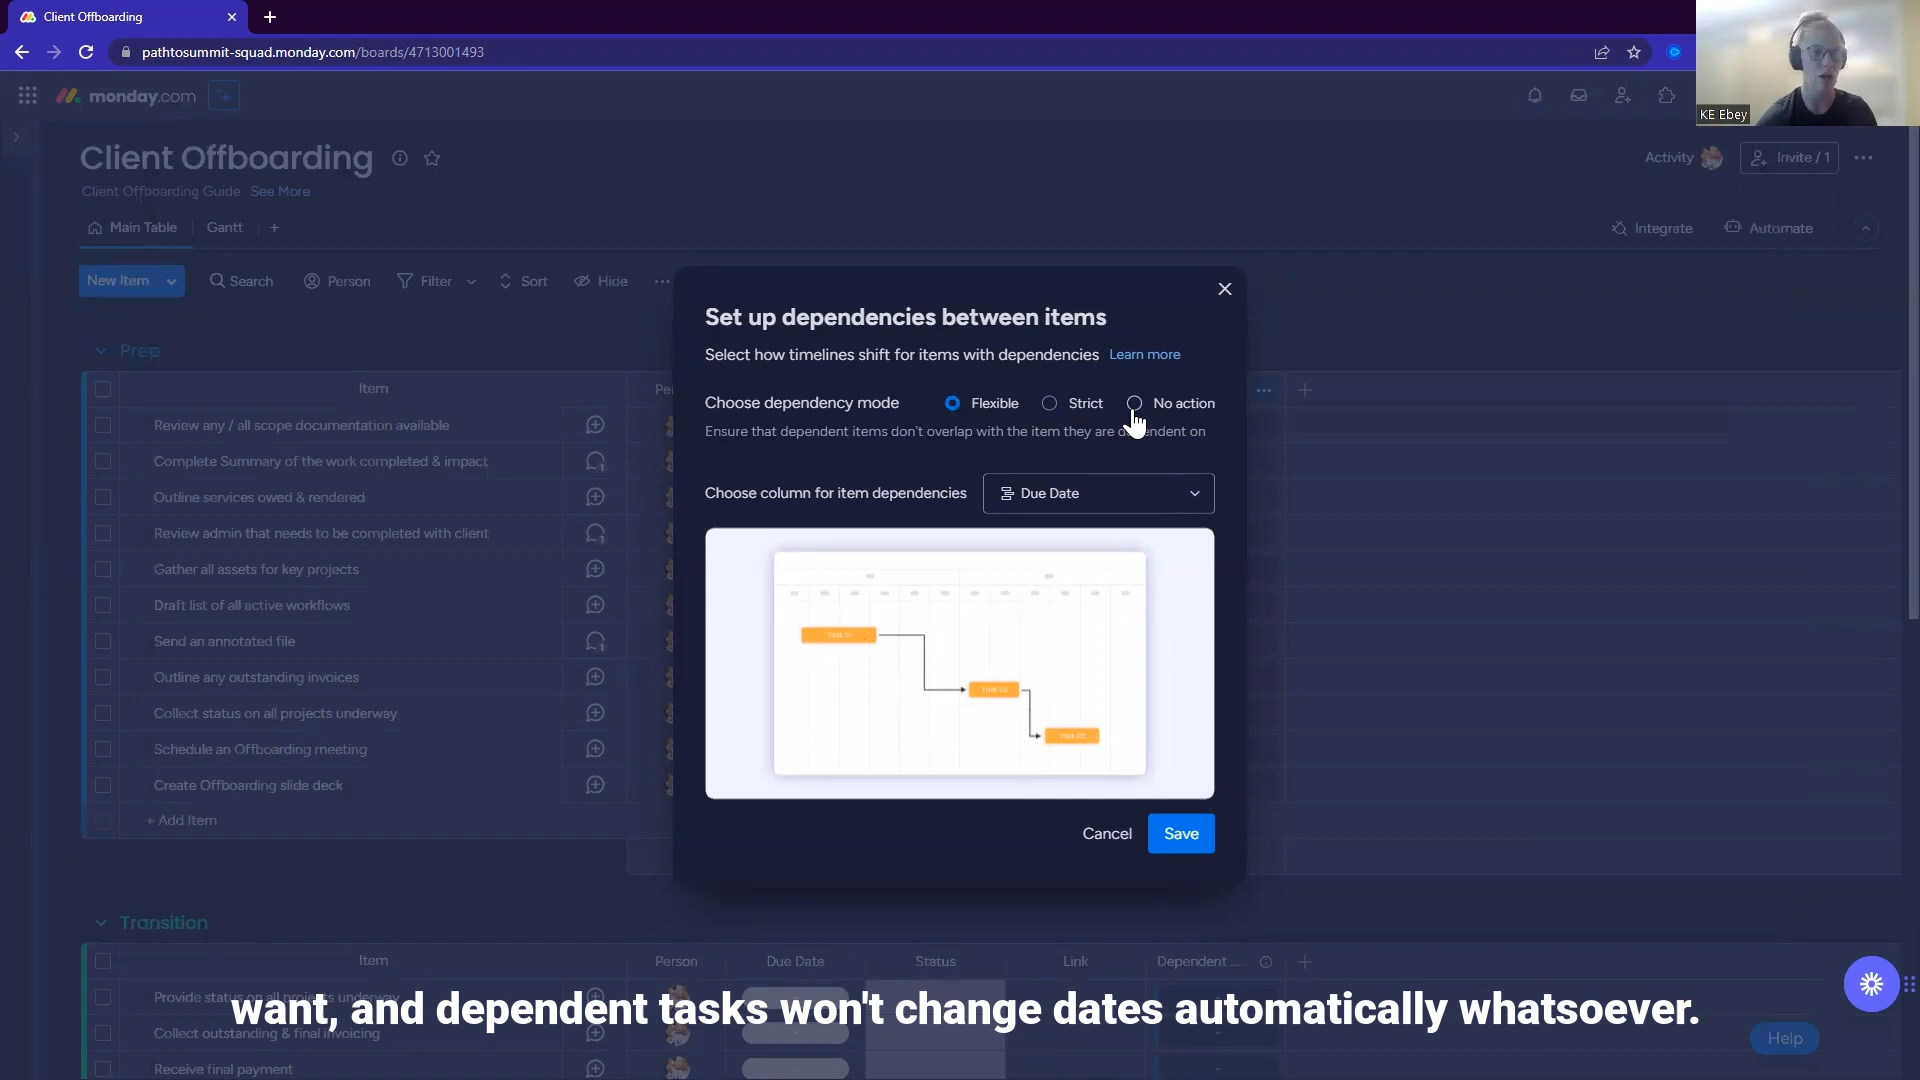 Client Offboarding
pathtosummit-squad.monday.com/boards/4713001493
KE Ebey
monday.com
Client Offboarding
Activity
Invite / 1
Client Offboarding Guide See More
Main Table
Gantt
Integrate
Automate
New Item
Search
Person
Filter
Sort
Hide
Set up dependencies between items
Select how timelines shift for items with dependencies Learn more
Choose dependency mode
Flexible
Strict
No action
Ensure that dependent items don't overlap with the item they are dependent on
Choose column for item dependencies
Due Date
Cancel
Save
Prep
Item
Pe
Review any / all scope documentation available
Complete Summary of the work completed & impact
Outline services owed & rendered
Review admin that needs to be completed with client
Gather all assets for key projects
Draft list of all active workflows
Send an annotated file
Outline any outstanding invoices
Collect status on all projects underway
Schedule an Offboarding meeting
Create Offboarding slide deck
+ Add Item
Transition
Item
Person
Due Date
Status
Link
Dependent ...
Provide status on all projects underway
Collect outstanding & final invoicing
Receive final payment
want, and dependent tasks won't change dates automatically whatsoever.
Help